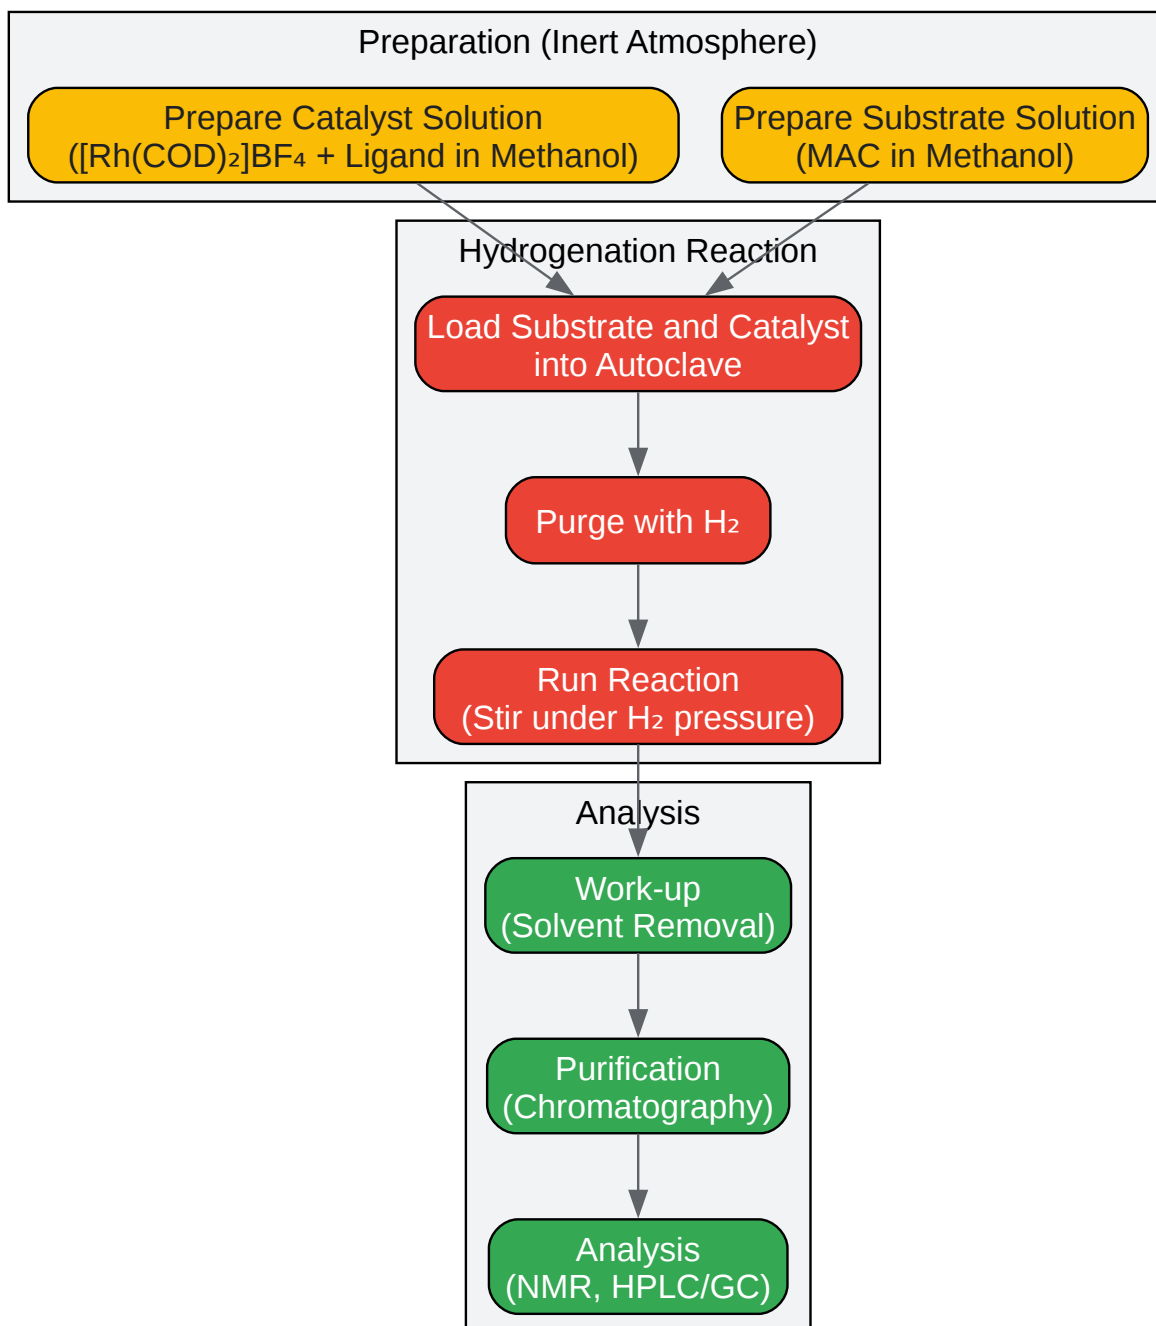 Preparation (Inert Atmosphere)
Prepare Catalyst Solution
([Rh(COD)₂]BF₄ + Ligand in Methanol)
Prepare Substrate Solution
(MAC in Methanol)
Hydrogenation Reaction
Load Substrate and Catalyst
into Autoclave
Purge with H₂
Run Reaction
(Stir under H₂ pressure)
Analysis
Work-up
(Solvent Removal)
Purification
(Chromatography)
Analysis
(NMR, HPLC/GC)